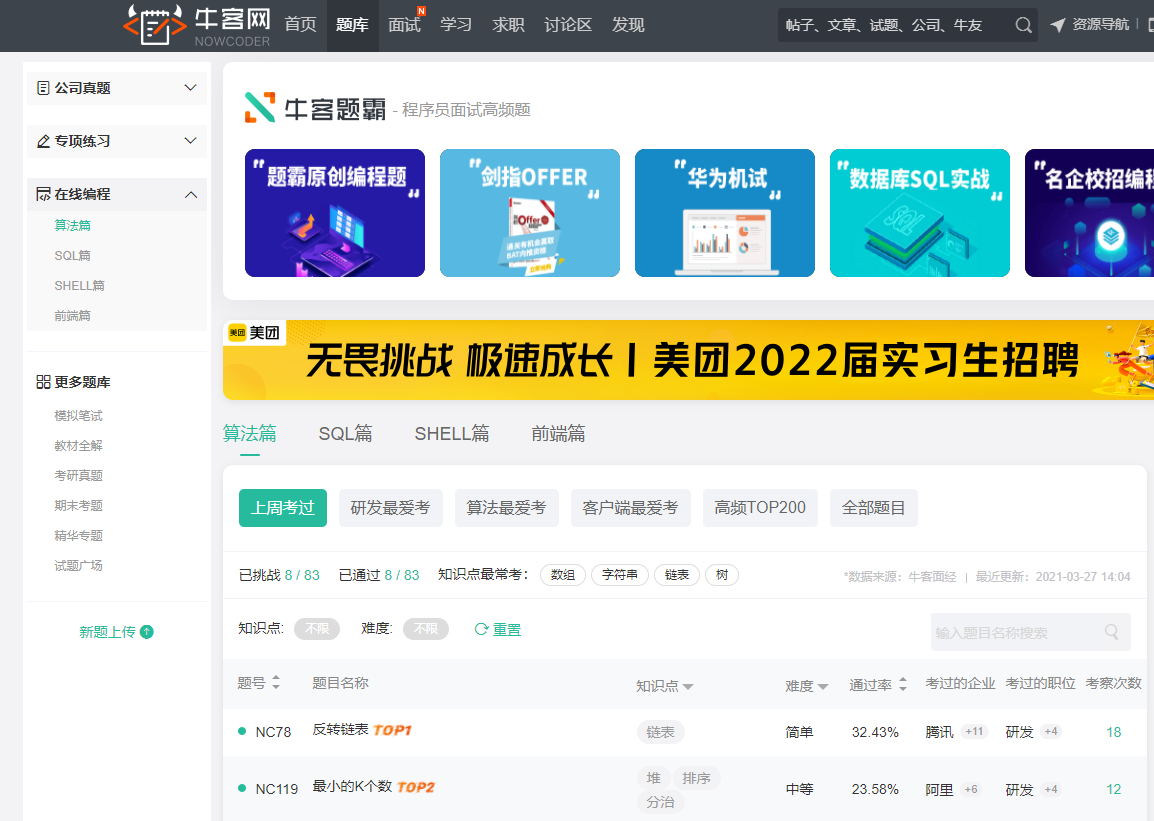 牛客网
NOWCODER
首页 题库 面试 N 学习 求职 讨论区 发现
帖子、文章、试题、公司、牛友
资源导航
公司真题
专项练习
在线编程
算法篇
SQL篇
SHELL篇
前端篇
更多题库
模拟笔试
教材全解
考研真题
期末考题
精华专题
试题广场
新题上传
牛客题霸 - 程序员面试高频题
题霸原创编程题
剑指OFFER
华为机试
数据库SQL实战
SQL
名企校招编程
美团 美团
无畏挑战 极速成长 | 美团2022届实习生招聘
算法篇 SQL篇 SHELL篇 前端篇
上周考过 研发最爱考 算法最爱考 客户端最爱考 高频TOP200 全部题目
已挑战 8 / 83 已通过 8 / 83 知识点最常考： 数组 字符串 链表 树
*数据来源：牛客面经 | 最近更新：2021-03-27 14:04
知识点: 不限 难度: 不限 重置
输入题目名称搜索
题号 题目名称 知识点 难度 通过率 考过的企业 考过的职位 考察次数
NC78 反转链表 TOP1 链表 简单 32.43% 腾讯 +11 研发 +4 18
NC119 最小的K个数 TOP2 堆 排序 分治 中等 23.58% 阿里 +6 研发 +4 12